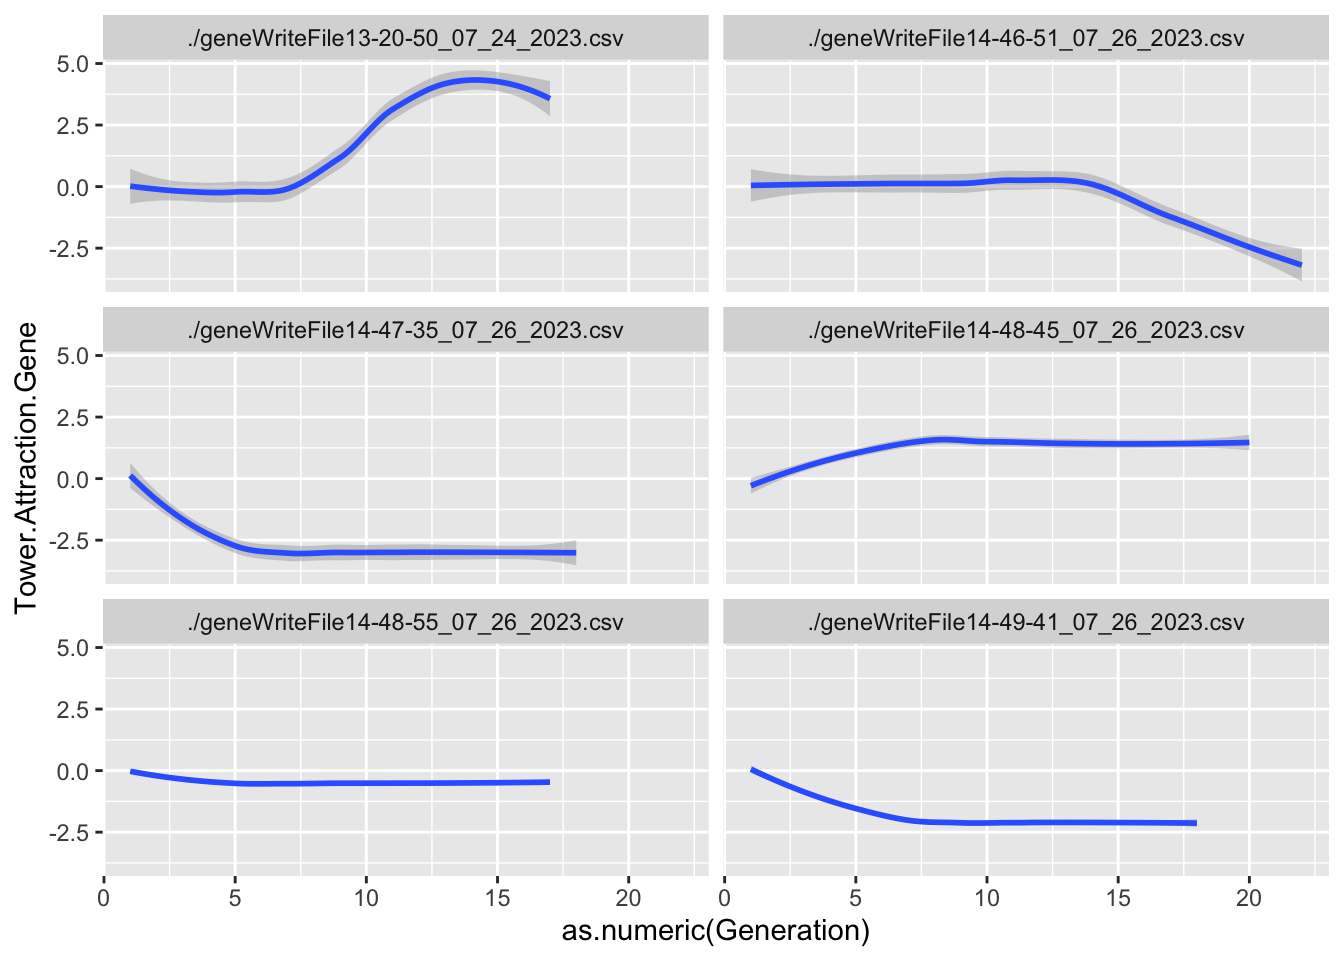 ./geneWriteFile13-20-50_07_24_2023.csv
./geneWriteFile14-46-51_07_26_2023.csv
5.0
2.5
0.0
-2.5
./geneWriteFile14-47-35_07_26_2023.csv
./geneWriteFile14-48-45_07_26_2023.csv
5.0
2.5
0.0
-2.5
Tower.Attraction.Gene
./geneWriteFile14-48-55_07_26_2023.csv
./geneWriteFile14-49-41_07_26_2023.csv
5.0
2.5
0.0
-2.5
0 5 10 15 20
0 5 10 15 20
as.numeric(Generation)